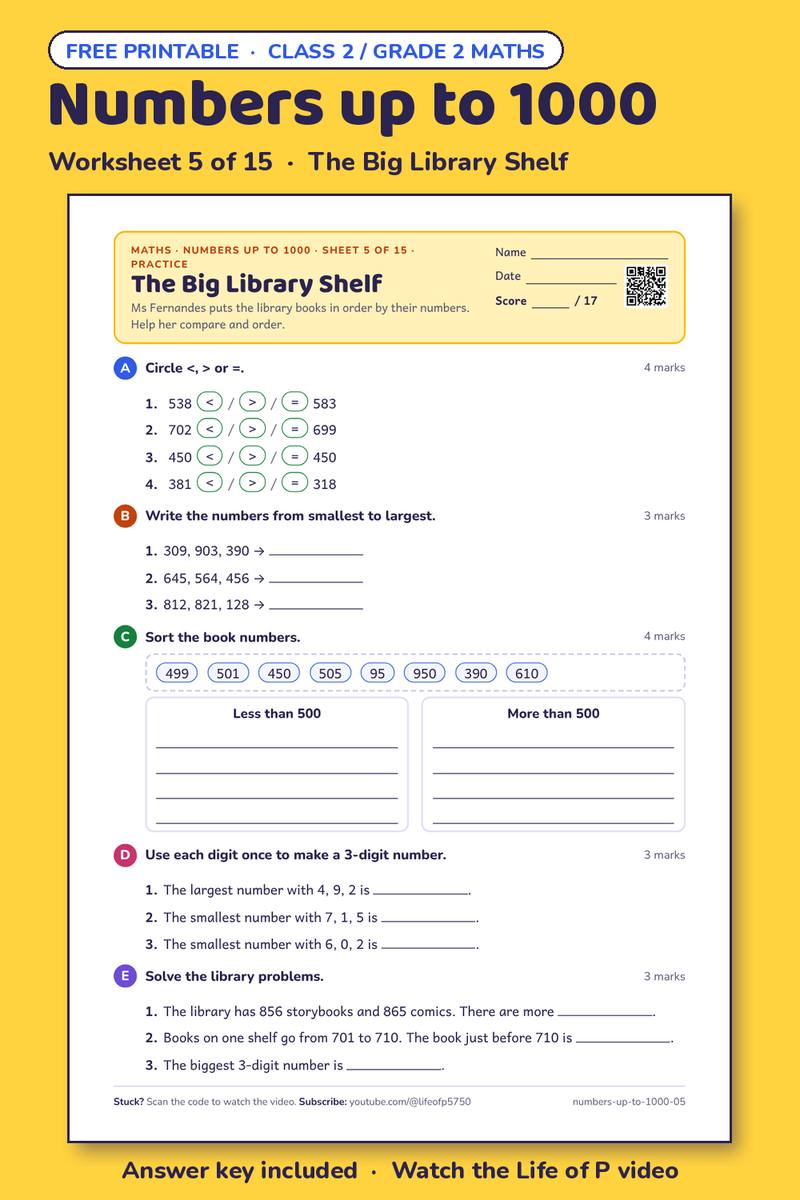 FREE PRINTABLE · CLASS 2 / GRADE 2 MATHS
Numbers up to 1000
Worksheet 5 of 15 · The Big Library Shelf
MATHS · NUMBERS UP TO 1000 · SHEET 5 OF 15 ·
PRACTICE
The Big Library Shelf
Ms Fernandes puts the library books in order by their numbers.
Help her compare and order.
Name
Date
Score / 17
A Circle <, > or =. 4 marks
1. 538 < / > / = 583
2. 702 < / > / = 699
3. 450 < / > / = 450
4. 381 < / > / = 318
B Write the numbers from smallest to largest. 3 marks
1. 309, 903, 390 →
2. 645, 564, 456 →
3. 812, 821, 128 →
C Sort the book numbers. 4 marks
499 501 450 505 95 950 390 610
Less than 500 More than 500
D Use each digit once to make a 3-digit number. 3 marks
1. The largest number with 4, 9, 2 is .
2. The smallest number with 7, 1, 5 is .
3. The smallest number with 6, 0, 2 is .
E Solve the library problems. 3 marks
1. The library has 856 storybooks and 865 comics. There are more .
2. Books on one shelf go from 701 to 710. The book just before 710 is .
3. The biggest 3-digit number is .
Stuck? Scan the code to watch the video. Subscribe: youtube.com/@lifeofp5750 numbers-up-to-1000-05
Answer key included · Watch the Life of P video